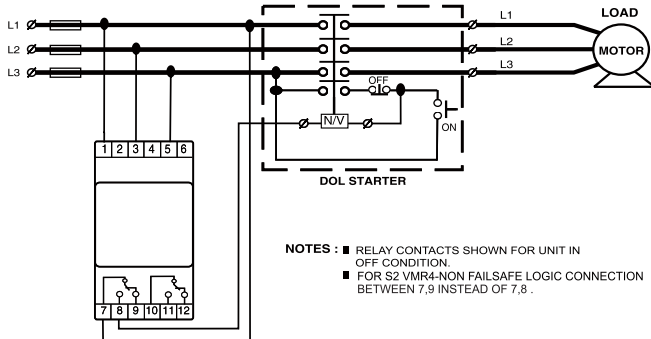 L1
L1
LOAD
L2
L2
MOTOR
L3
L3
OFF
N/V
ON
1 2 3 4 5 6
DOL STARTER
NOTES : ■ RELAY CONTACTS SHOWN FOR UNIT IN
OFF CONDITION.
■ FOR S2 VMR4-NON FAILSAFE LOGIC CONNECTION
BETWEEN 7,9 INSTEAD OF 7,8 .
7 8 9 10 11 12